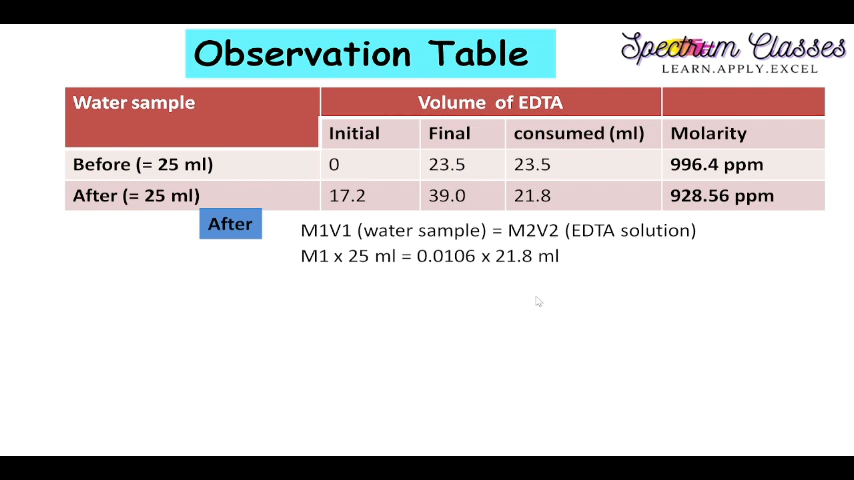 Observation Table
Spectrum Classes
LEARN.APPLY.EXCEL
Water sample Volume of EDTA
Initial Final consumed (ml) Molarity
Before (= 25 ml) 0 23.5 23.5 996.4 ppm
After (= 25 ml) 17.2 39.0 21.8 928.56 ppm
After
M1V1 (water sample) = M2V2 (EDTA solution)
M1 x 25 ml = 0.0106 x 21.8 ml